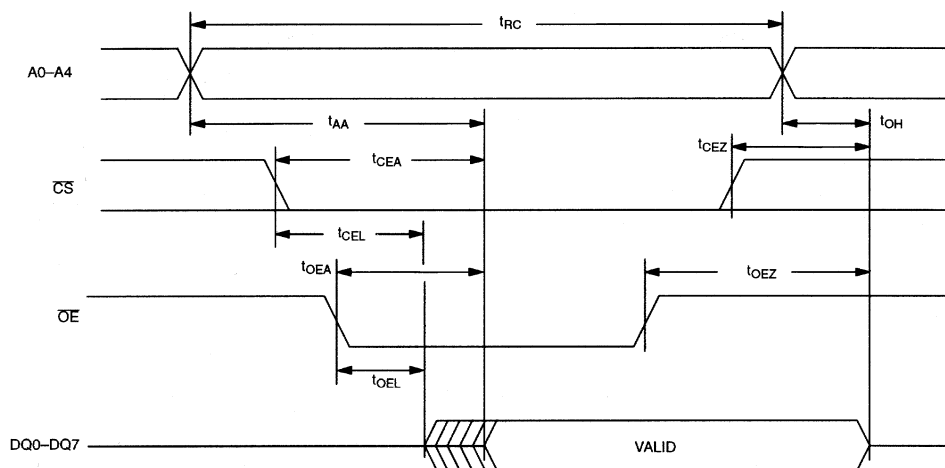 tRC
A0–A4
tAA
tOH
tCEZ
tCEA
CS
tCEL
tOEA
tOEZ
OE
tOEL
DQ0–DQ7
VALID